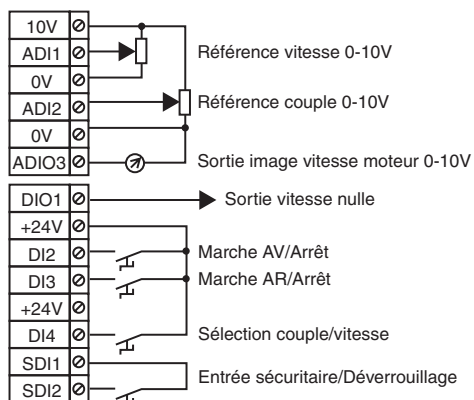 10V
ADI1
Référence vitesse 0-10V
0V
ADI2
Référence couple 0-10V
0V
ADIO3
Sortie image vitesse moteur 0-10V
DIO1
Sortie vitesse nulle
+24V
DI2
Marche AV/Arrêt
DI3
Marche AR/Arrêt
+24V
DI4
Sélection couple/vitesse
SDI1
Entrée sécuritaire/Déverrouillage
SDI2